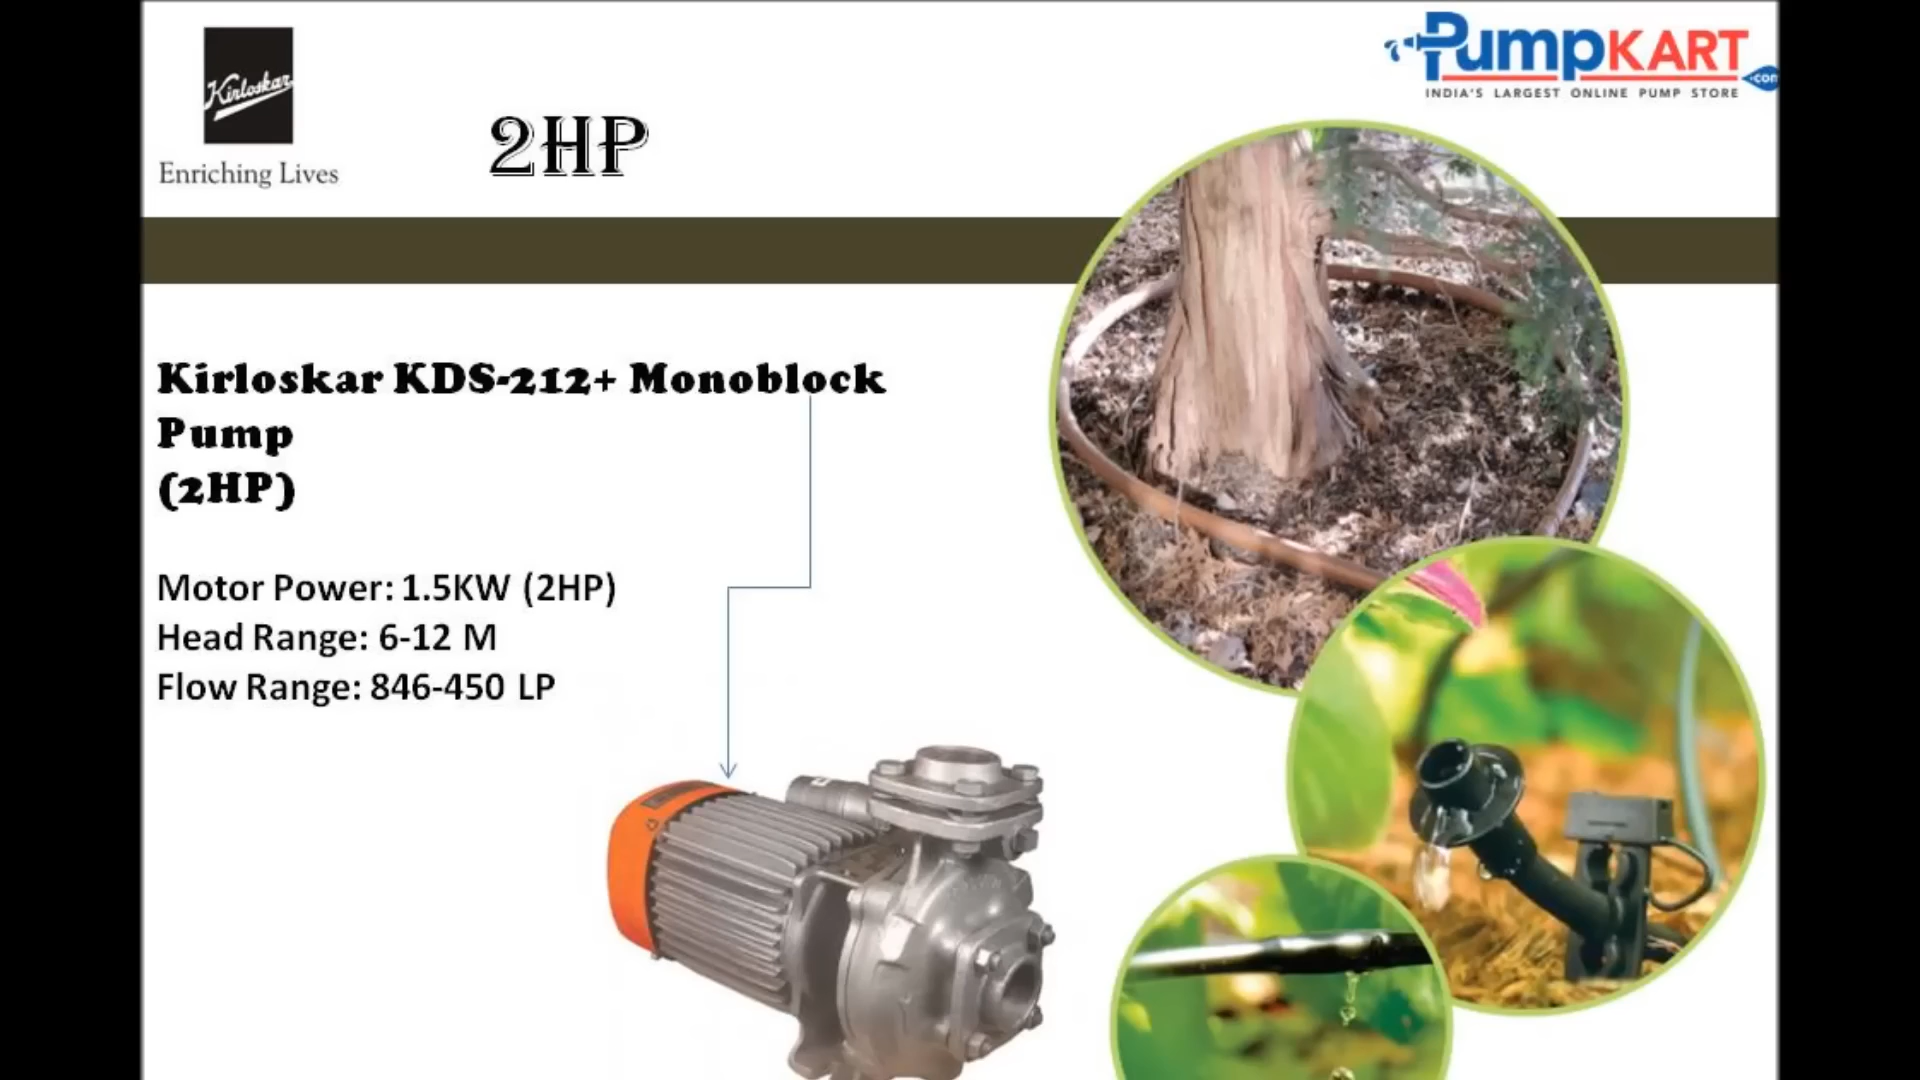 Kirloskar
Enriching Lives
2HP
PumpKART
.com
INDIA'S LARGEST ONLINE PUMP STORE
Kirloskar KDS-212+ Monoblock
Pump
(2HP)
Motor Power: 1.5KW (2HP)
Head Range: 6-12 M
Flow Range: 846-450 LP